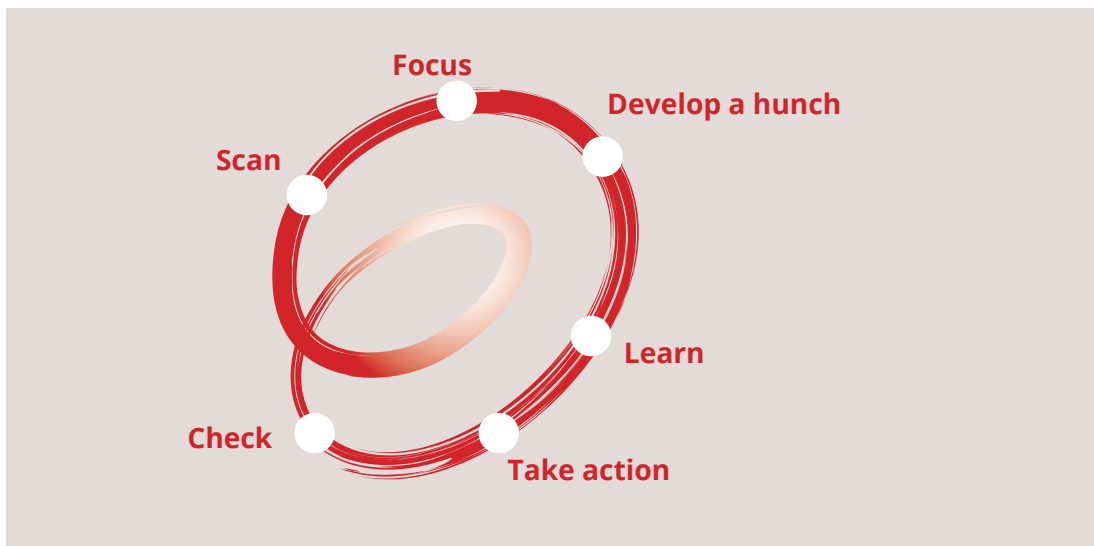 Focus
Develop a hunch
Scan
Learn
Check
Take action